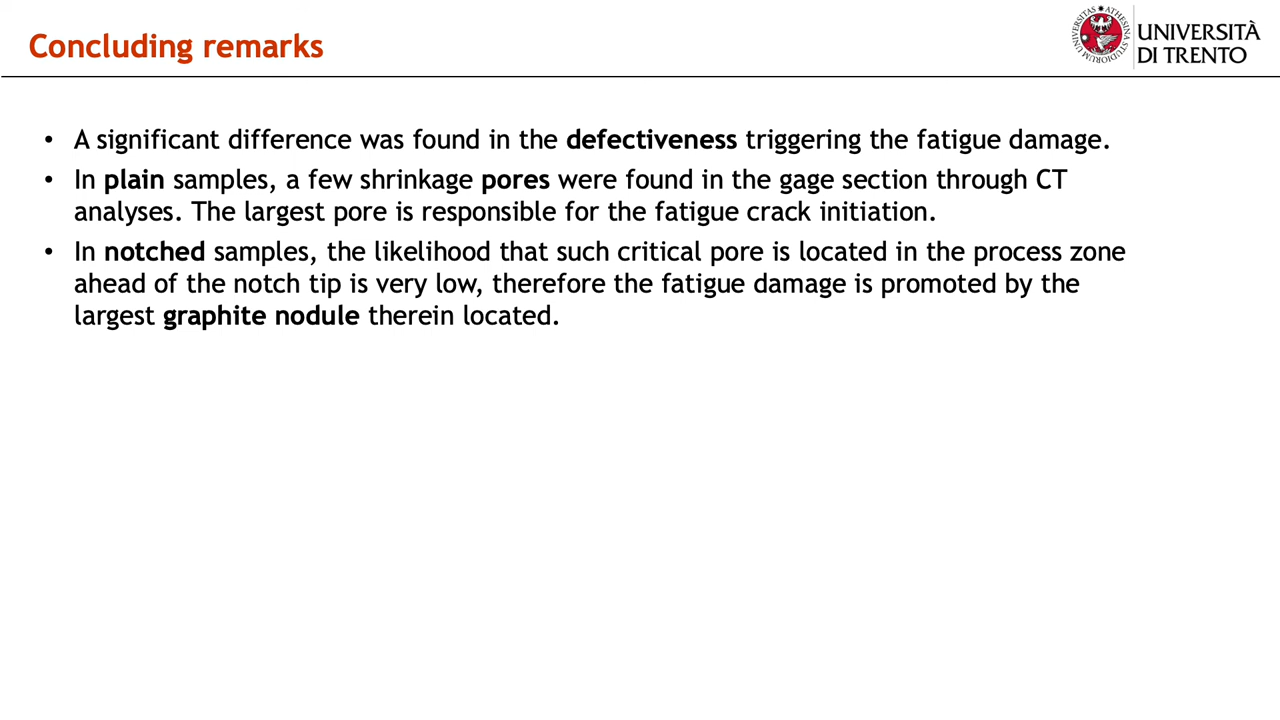 Concluding remarks
UNIVERSITÀ
DI TRENTO
• A significant difference was found in the defectiveness triggering the fatigue damage.
• In plain samples, a few shrinkage pores were found in the gage section through CT
analyses. The largest pore is responsible for the fatigue crack initiation.
• In notched samples, the likelihood that such critical pore is located in the process zone
ahead of the notch tip is very low, therefore the fatigue damage is promoted by the
largest graphite nodule therein located.